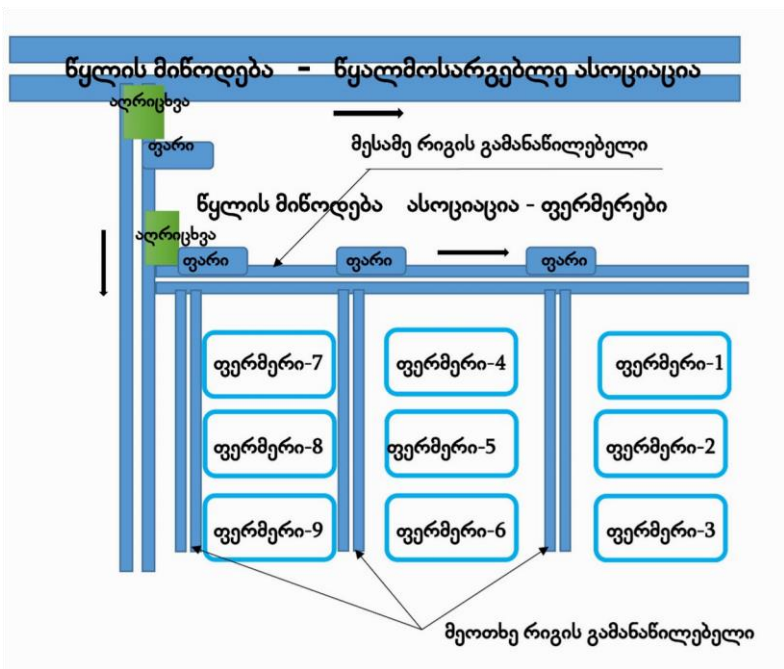 წყლის მიწოდება – წყალმოსარგებლე ასოციაცია
აღრიცხვა
ფარი
მესამე რიგის გამანაწილებელი
წყლის მიწოდება ასოციაცია - ფერმერები
აღრიცხვა
ფარი
ფარი
ფარი
ფერმერი-7
ფერმერი-4
ფერმერი-1
ფერმერი-8
ფერმერი-5
ფერმერი-2
ფერმერი-9
ფერმერი-6
ფერმერი-3
მეოთხე რიგის გამანაწილებელი